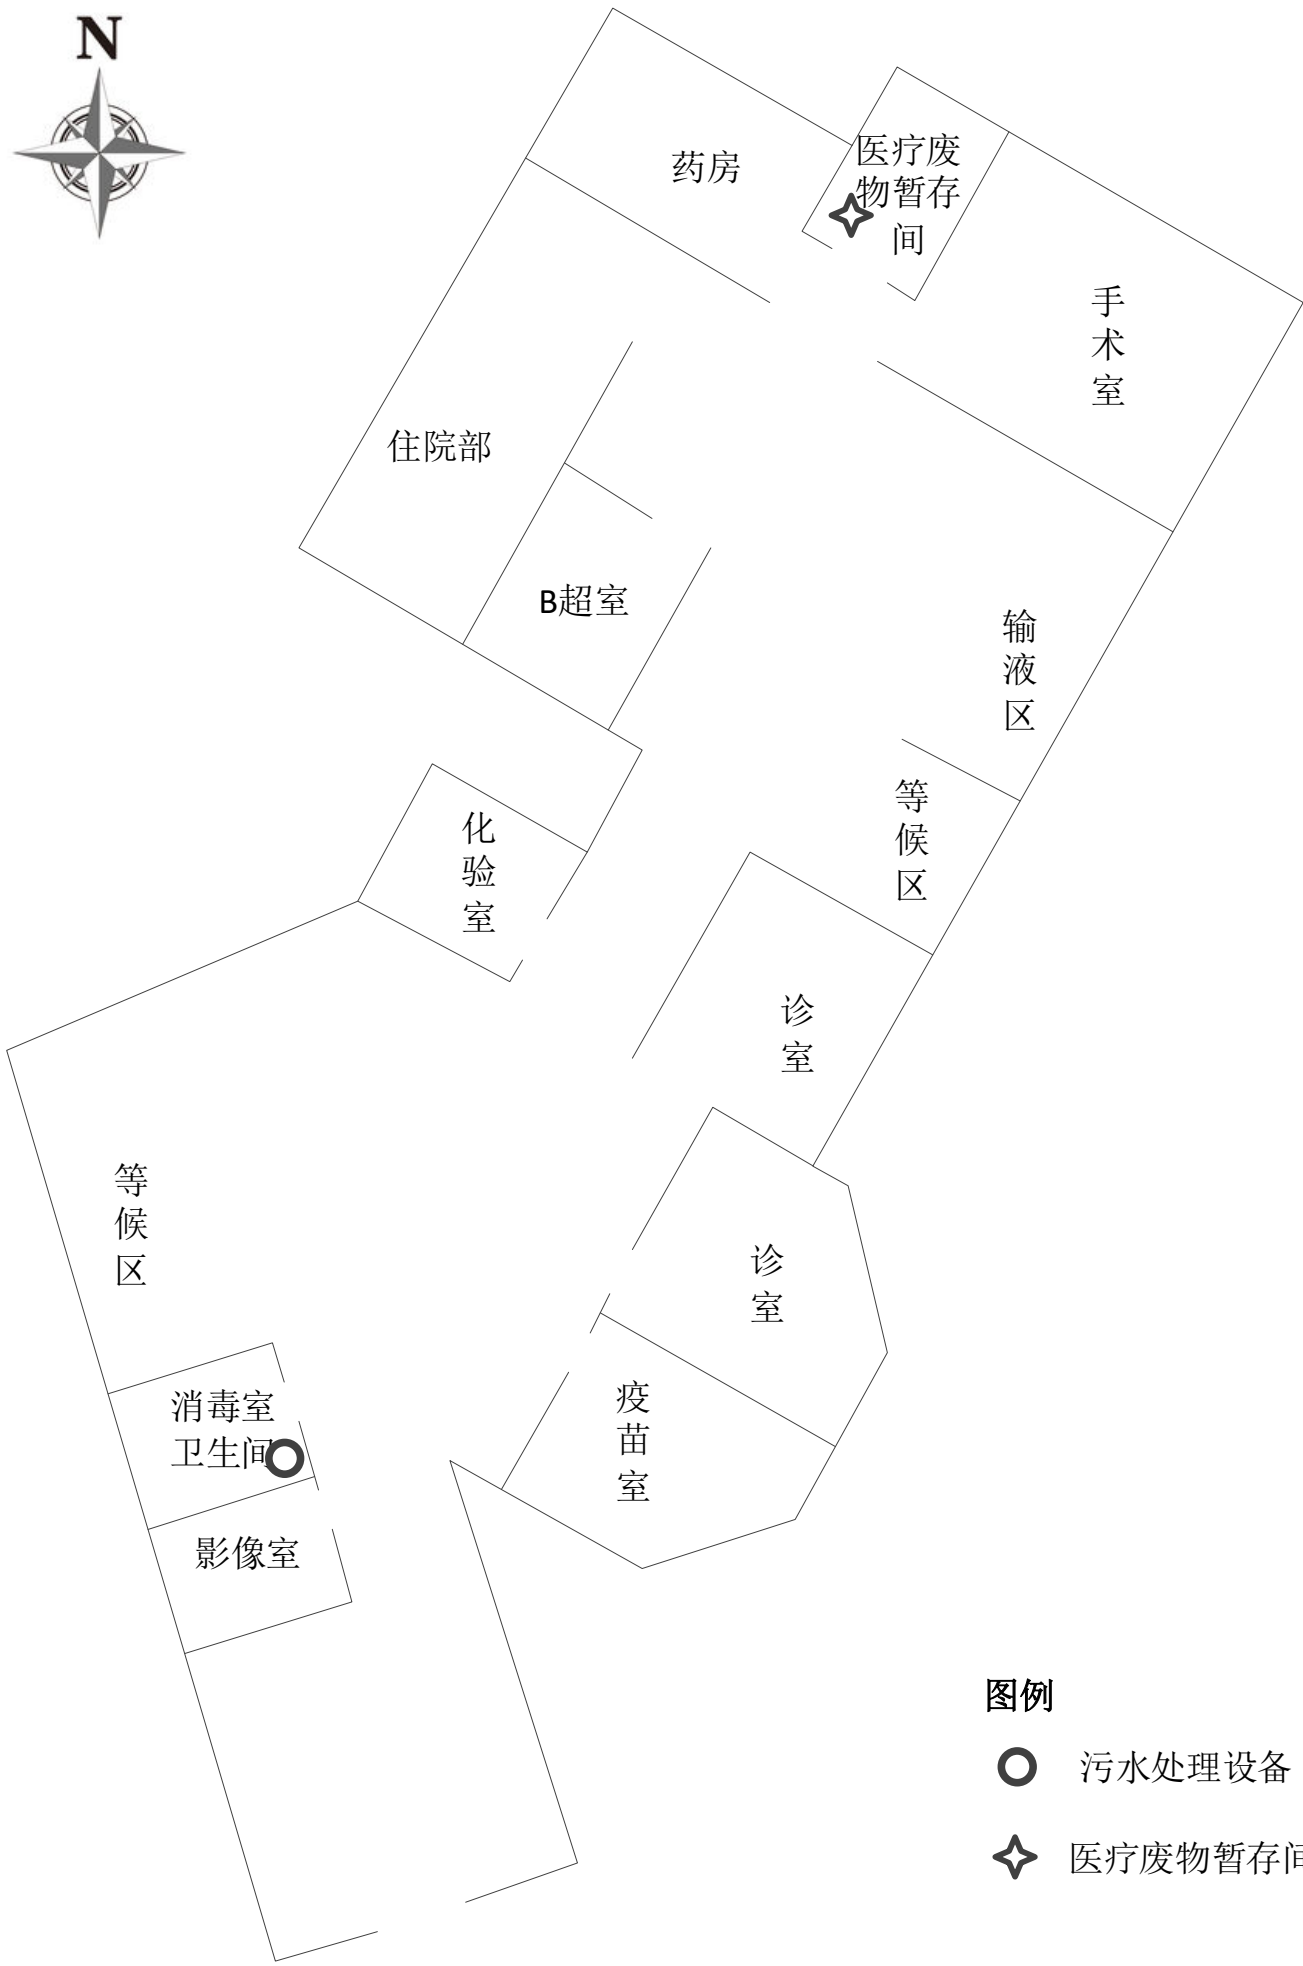 N
药房
医疗废
物暂存
间
手术室
住院部
B超室
输液区
等候区
化验室
诊室
等候区
诊室
消毒室
卫生间
疫苗室
影像室
图例
污水处理设备
医疗废物暂存间